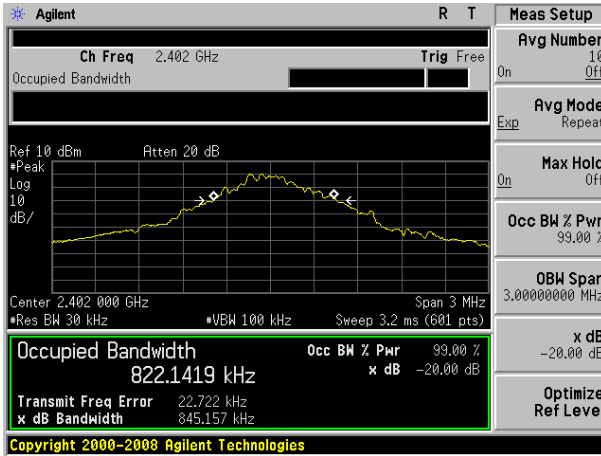 Agilent R T
Ch Freq 2.402 GHz Trig Free
Occupied Bandwidth
Ref 10 dBm Atten 20 dB
#Peak
Log
10
dB/
Center 2.402 000 GHz Span 3 MHz
#Res BW 30 kHz #VBW 100 kHz Sweep 3.2 ms (601 pts)
Occupied Bandwidth
822.1419 kHz
Occ BW % Pwr 99.00 %
x dB -20.00 dB
Transmit Freq Error 22.722 kHz
x dB Bandwidth 845.157 kHz
Copyright 2000-2008 Agilent Technologies
Meas Setup
Avg Number
10
On Off
Avg Mode
Exp Repeat
Max Hold
On Off
Occ BW % Pwr
99.00 %
OBW Span
3.00000000 MHz
x dB
-20.00 dB
Optimize
Ref Level